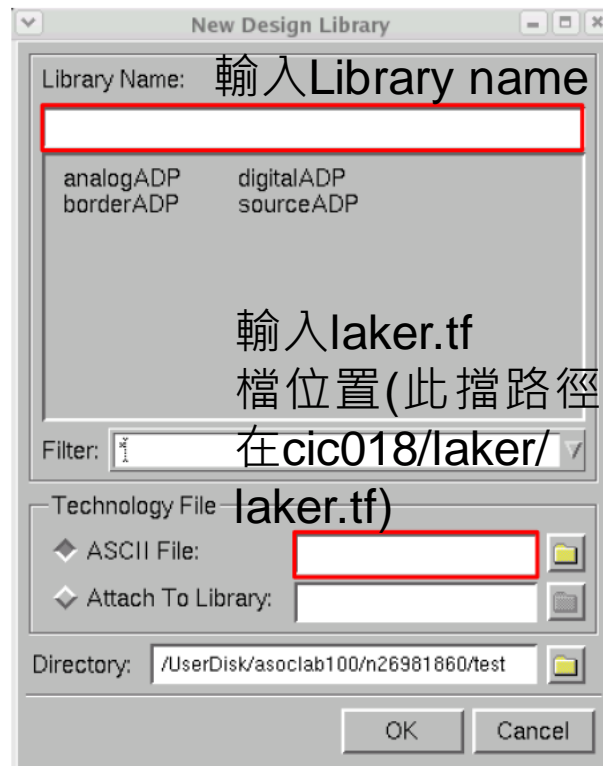 New Design Library
Library Name: 輸入Library name
analogADP digitalADP
borderADP sourceADP
輸入laker.tf
檔位置(此擋路徑
Filter: * 在cic018/laker/
Technology File laker.tf)
ASCII File:
Attach To Library:
Directory: /UserDisk/asoclab100/n26981860/test
OK Cancel